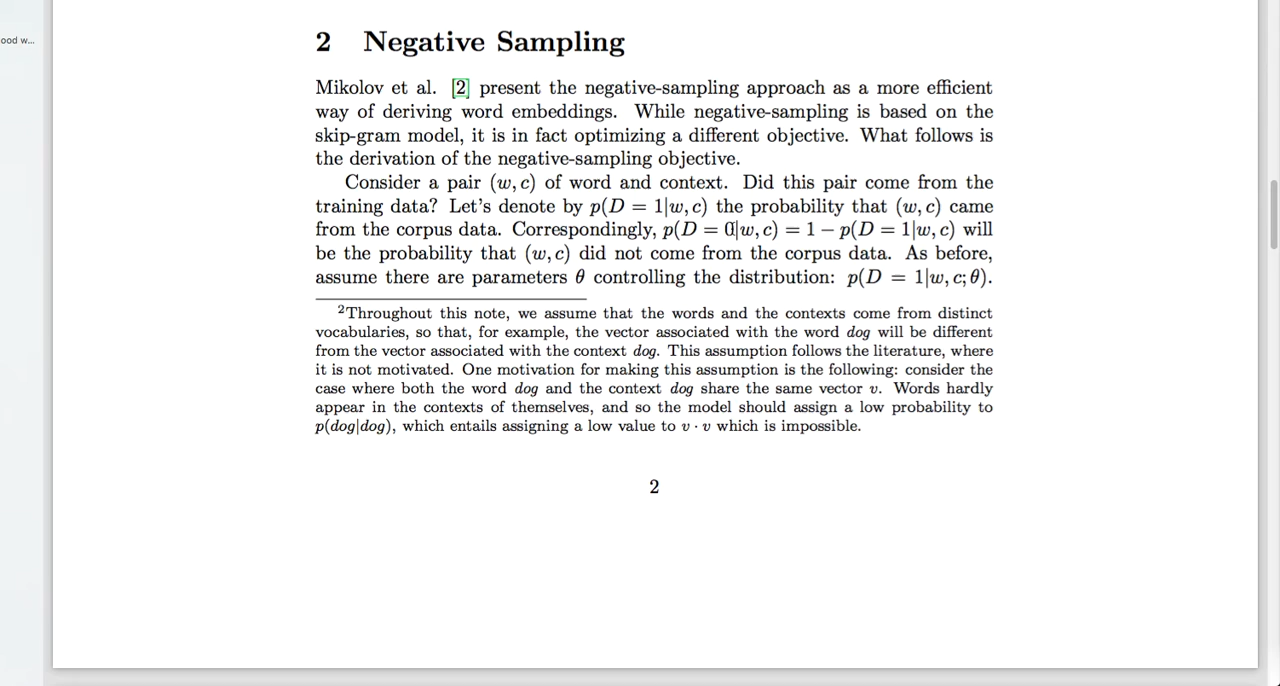 ood w...
2 Negative Sampling
Mikolov et al. [2] present the negative-sampling approach as a more efficient
way of deriving word embeddings. While negative-sampling is based on the
skip-gram model, it is in fact optimizing a different objective. What follows is
the derivation of the negative-sampling objective.
Consider a pair (w, c) of word and context. Did this pair come from the
training data? Let's denote by p(D = 1|w, c) the probability that (w, c) came
from the corpus data. Correspondingly, p(D = 0|w, c) = 1 − p(D = 1|w, c) will
be the probability that (w, c) did not come from the corpus data. As before,
assume there are parameters θ controlling the distribution: p(D = 1|w, c; θ).
²Throughout this note, we assume that the words and the contexts come from distinct
vocabularies, so that, for example, the vector associated with the word dog will be different
from the vector associated with the context dog. This assumption follows the literature, where
it is not motivated. One motivation for making this assumption is the following: consider the
case where both the word dog and the context dog share the same vector v. Words hardly
appear in the contexts of themselves, and so the model should assign a low probability to
p(dog|dog), which entails assigning a low value to v · v which is impossible.
2